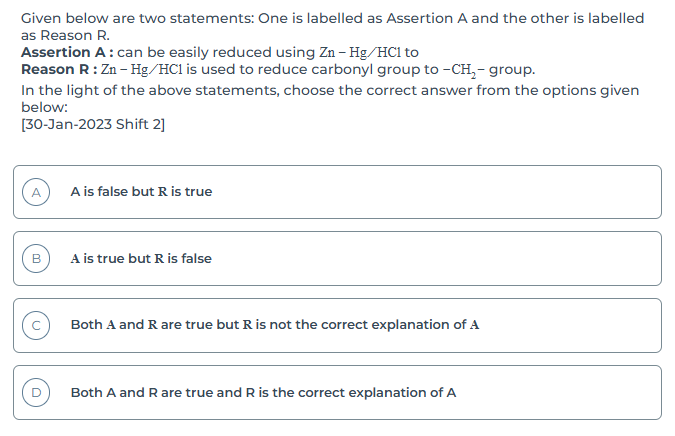 Given below are two statements: One is labelled as Assertion A and the other is labelled
as Reason R.
Assertion A : can be easily reduced using Zn − Hg/HCl to
Reason R : Zn − Hg/HCl is used to reduce carbonyl group to −CH₂− group.
In the light of the above statements, choose the correct answer from the options given
below:
[30-Jan-2023 Shift 2]
A A is false but R is true
B A is true but R is false
C Both A and R are true but R is not the correct explanation of A
D Both A and R are true and R is the correct explanation of A